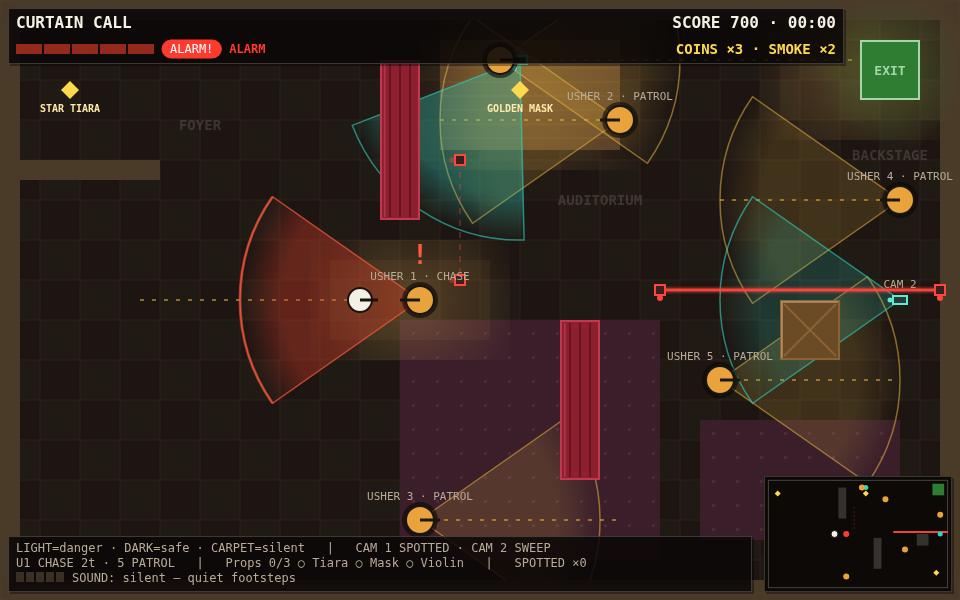 CURTAIN CALL
SCORE 700 · 00:00
ALARM! ALARM
COINS ×3 · SMOKE ×2
EXIT
STAR TIARA
GOLDEN MASK
USHER 2 · PATROL
FOYER
BACKSTAGE
USHER 4 · PATROL
AUDITORIUM
!
USHER 1 · CHASE
CAM 2
USHER 5 · PATROL
USHER 3 · PATROL
LIGHT=danger · DARK=safe · CARPET=silent | CAM 1 SPOTTED · CAM 2 SWEEP
U1 CHASE 2t · 5 PATROL | Props 0/3 ○ Tiara ○ Mask ○ Violin | SPOTTED ×0
SOUND: silent — quiet footsteps